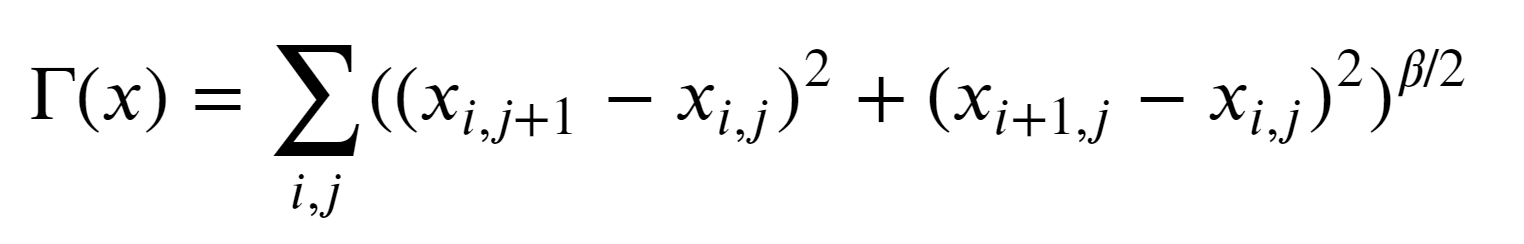 Γ(x) = ∑_{i,j} ((x_{i,j+1} − x_{i,j})² + (x_{i+1,j} − x_{i,j})²)^{β/2}